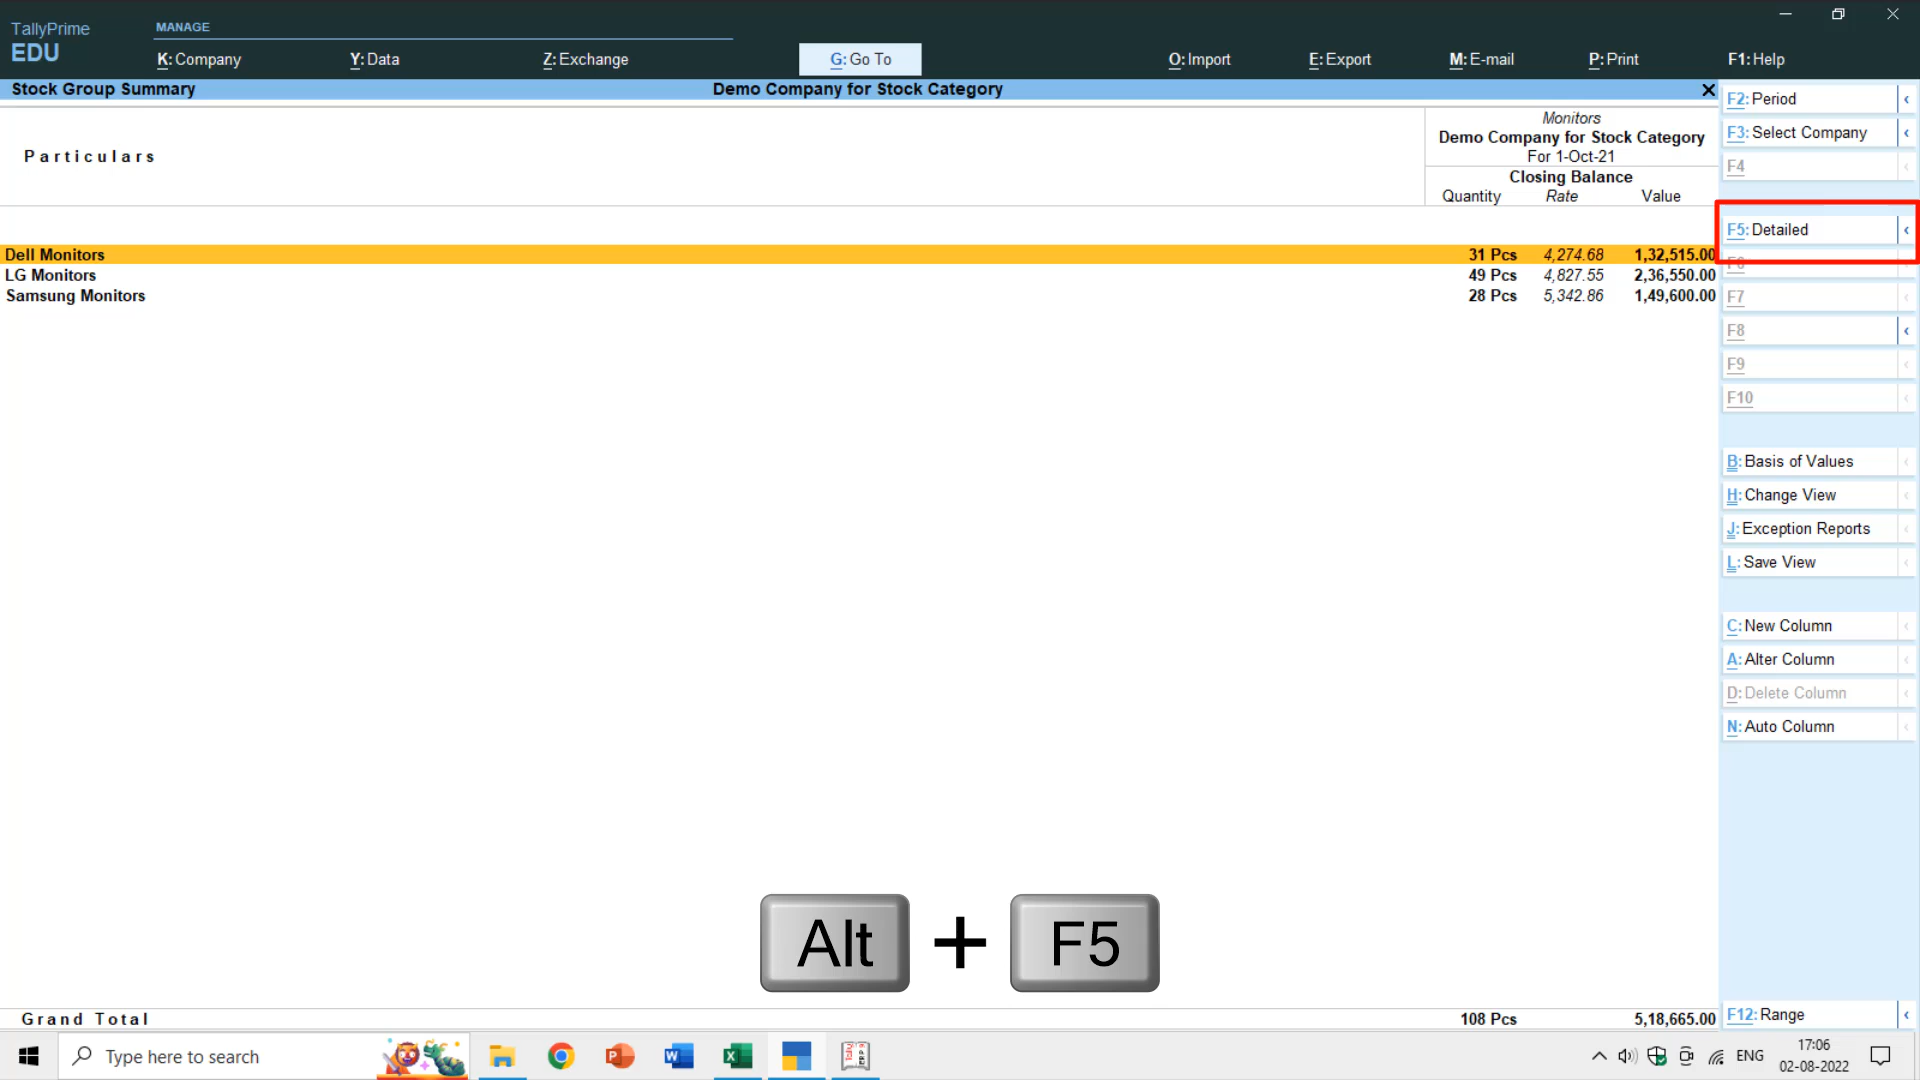 TallyPrime
EDU
MANAGE
K: Company
Y: Data
Z: Exchange
G: Go To
O: Import
E: Export
M: E-mail
P: Print
F1: Help
Stock Group Summary
Demo Company for Stock Category
Particulars
Monitors
Demo Company for Stock Category
For 1-Oct-21
Closing Balance
Quantity Rate Value
Dell Monitors 31 Pcs 4,274.68 1,32,515.00
LG Monitors 49 Pcs 4,827.55 2,36,550.00
Samsung Monitors 28 Pcs 5,342.86 1,49,600.00
Grand Total 108 Pcs 5,18,665.00
F2: Period
F3: Select Company
F4
F5: Detailed
F6
F7
F8
F9
F10
B: Basis of Values
H: Change View
J: Exception Reports
L: Save View
C: New Column
A: Alter Column
D: Delete Column
N: Auto Column
F12: Range
Alt + F5
Type here to search
ENG
17:06
02-08-2022